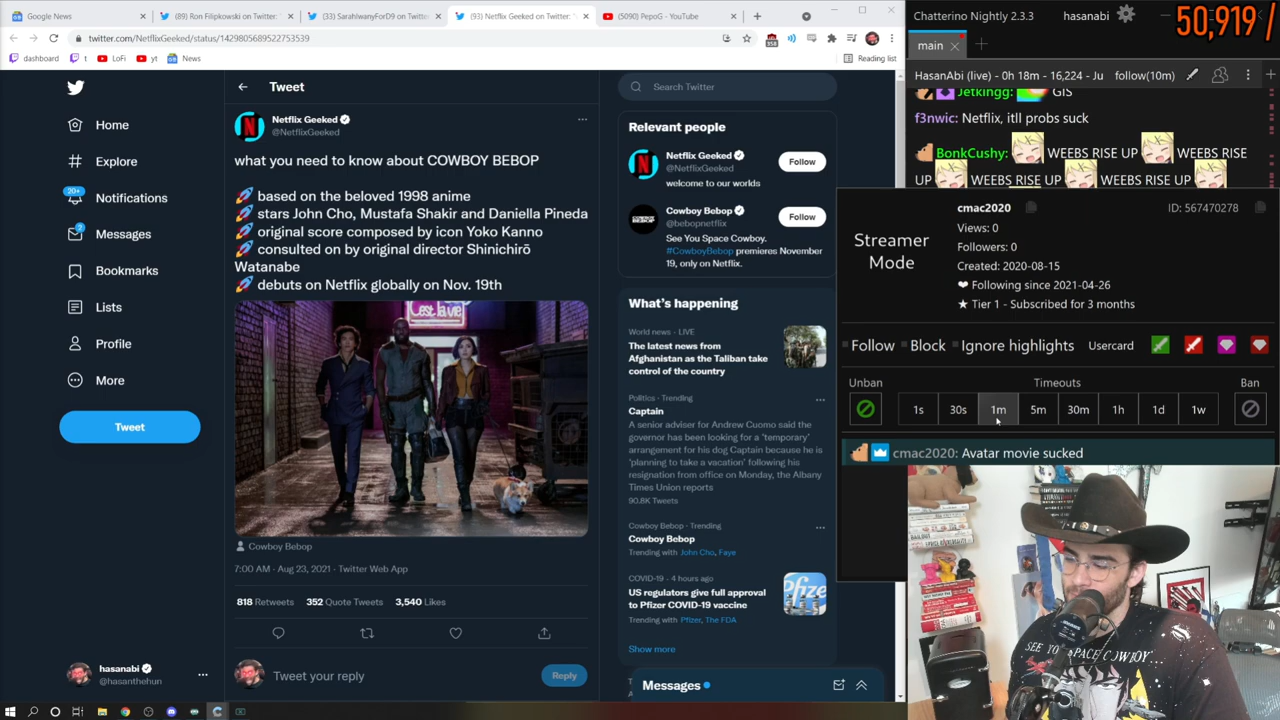 Google News
(89) Ron Filipkowski on Twitter:
(33) SarahIwanyForD9 on Twitter:
(93) Netflix Geeked on Twitter: "
(5090) PepoG - YouTube
twitter.com/NetflixGeeked/status/1429805689522753539
dashboard
t
LoFi
yt
News
Reading list
Home
Explore
20+
Notifications
2
Messages
Bookmarks
Lists
Profile
More
Tweet
hasanabi
@hasanthehun
Tweet
Netflix Geeked
@NetflixGeeked
what you need to know about COWBOY BEBOP
🚀 based on the beloved 1998 anime
🚀 stars John Cho, Mustafa Shakir and Daniella Pineda
🚀 original score composed by icon Yoko Kanno
🚀 consulted on by original director Shinichirō
Watanabe
🚀 debuts on Netflix globally on Nov. 19th
Cest la vie!
Cowboy Bebop
7:00 AM · Aug 23, 2021 · Twitter Web App
818 Retweets 352 Quote Tweets 3,540 Likes
Tweet your reply
Reply
Search Twitter
Relevant people
Netflix Geeked
@NetflixGeeked
Follow
welcome to our worlds
Cowboy Bebop
@bebopnetflix
Follow
See You Space Cowboy.
#CowboyBebop premieres November
19, only on Netflix.
What's happening
World news · LIVE
The latest news from
Afghanistan as the Taliban take
control of the country
Politics · Trending
Captain
A senior adviser for Andrew Cuomo said the
governor has been looking for a 'temporary'
arrangement for his dog Captain because he is
'planning to take a vacation' following his
resignation from office on Monday, the Albany
Times Union reports
90.8K Tweets
Cowboy Bebop · Trending
Cowboy Bebop
Trending with John Cho, Faye
COVID-19 · 4 hours ago
US regulators give full approval
to Pfizer COVID-19 vaccine
Trending with Pfizer, The FDA
Pfizer
Show more
Messages
Chatterino Nightly 2.3.3
hasanabi
50,919 /
main
HasanAbi (live) - 0h 18m - 16,224 - Ju
follow(10m)
Jetkingg: GIS
f3nwic: Netflix, itll probs suck
BonkCushy: WEEBS RISE UP WEEBS RISE
UP WEEBS RISE UP WEEBS RISE UP
Streamer
Mode
cmac2020
ID: 567470278
Views: 0
Followers: 0
Created: 2020-08-15
❤ Following since 2021-04-26
★ Tier 1 - Subscribed for 3 months
Follow
Block
Ignore highlights
Usercard
Unban
Timeouts
Ban
1s 30s 1m 5m 30m 1h 1d 1w
cmac2020: Avatar movie sucked
SEE YOU SPACE COWBOY...